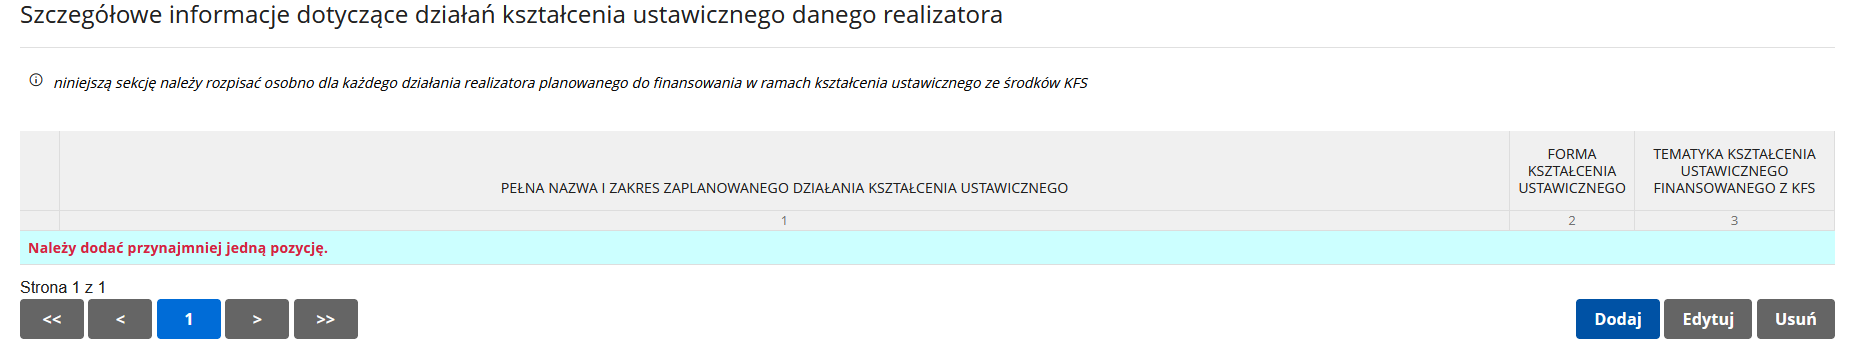 Szczegółowe informacje dotyczące działań kształcenia ustawicznego danego realizatora
niniejszą sekcję należy rozpisać osobno dla każdego działania realizatora planowanego do finansowania w ramach kształcenia ustawicznego ze środków KFS
PEŁNA NAZWA I ZAKRES ZAPLANOWANEGO DZIAŁANIA KSZTAŁCENIA USTAWICZNEGO
FORMA
KSZTAŁCENIA
USTAWICZNEGO
TEMATYKA KSZTAŁCENIA
USTAWICZNEGO
FINANSOWANEGO Z KFS
1 2 3
Należy dodać przynajmniej jedną pozycję.
Strona 1 z 1
<< < 1 > >> Dodaj Edytuj Usuń